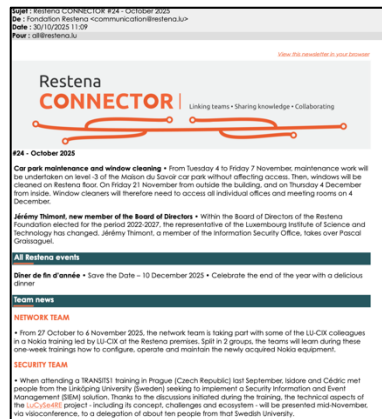 Sujet : Restena CONNECTOR #24 - October 2025
De : Fondation Restena <communication@restena.lu>
Date : 30/10/2025 11:09
Pour : all@restena.lu
View this newsletter in your browser
Restena
CONNECTOR | Linking teams • Sharing knowledge • Collaborating
#24 - October 2025
Car park maintenance and window cleaning • From Tuesday 4 to Friday 7 November, maintenance work will
be undertaken on level -3 of the Maison du Savoir car park without affecting access. Then, windows will be
cleaned on Restena floor. On Friday 21 November from outside the building, and on Thursday 4 December
from inside. Window cleaners will therefore need to access all individual offices and meeting rooms on 4
December.
Jérémy Thimont, new member of the Board of Directors • Within the Board of Directors of the Restena
Foundation elected for the period 2022-2027, the representative of the Luxembourg Institute of Science and
Technology has changed. Jérémy Thimont, a member of the Information Security Office, takes over Pascal
Graissaguel.
All Restena events
Dîner de fin d'année • Save the Date – 10 December 2025 • Celebrate the end of the year with a delicious
dinner
Team news
NETWORK TEAM
• From 27 October to 6 November 2025, the network team is taking part with some of the LU-CIX colleagues
in a Nokia training led by LU-CIX at the Restena premises. Split in 2 groups, the teams will learn during these
one-week trainings how to configure, operate and maintain the newly acquired Nokia equipment.
SECURITY TEAM
• When attending a TRANSITS1 training in Prague (Czech Republic) last September, Isidore and Cédric met
people from the Linköping University (Sweden) seeking to implement a Security Information and Event
Management (SIEM) solution. Thanks to the discussions initiated during the training, the technical aspects of
the LuCySe4RE project - including its concept, challenges and ecosystem - will be presented mid-November,
via visioconference, to a delegation of about ten people from that Swedish University.